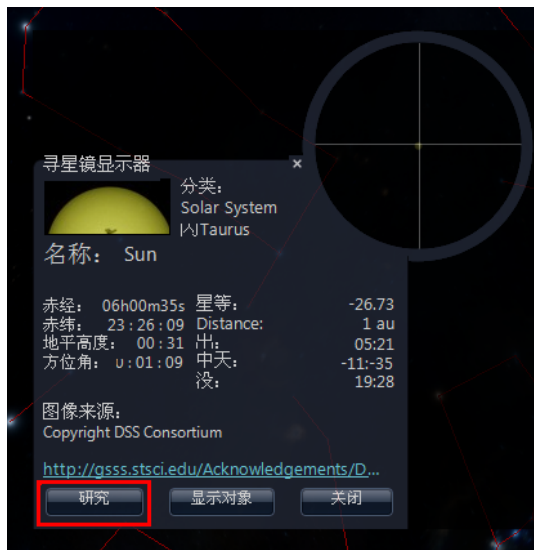 寻星镜显示器 ×
分类:
Solar System
Taurus
名称: Sun
赤经: 06h00m35s 星等: -26.73
赤纬: 23:26:09 Distance: 1 au
地平高度: 00:31 出: 05:21
方位角: :01:09 中天: -11:-35
没: 19:28
图像来源:
Copyright DSS Consortium
http://gsss.stsci.edu/Acknowledgements/D...
研究 显示对象 关闭